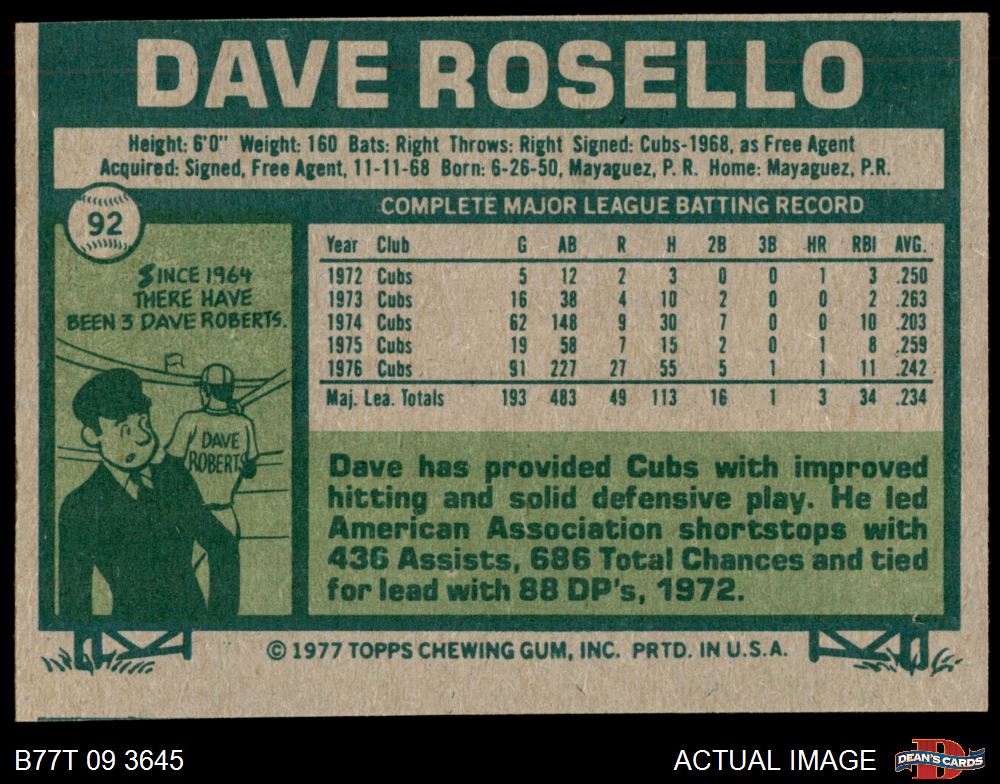 DAVE ROSELLO
Height: 6'0" Weight: 160 Bats: Right Throws: Right Signed: Cubs-1968, as Free Agent
Acquired: Signed, Free Agent, 11-11-68 Born: 6-26-50, Mayaguez, P. R. Home: Mayaguez, P.R.
92
SINCE 1964
THERE HAVE
BEEN 3 DAVE ROBERTS.
DAVE
ROBERTS
COMPLETE MAJOR LEAGUE BATTING RECORD
Year Club G AB R H 2B 3B HR RBI AVG.
1972 Cubs 5 12 2 3 0 0 1 3 .250
1973 Cubs 16 38 4 10 2 0 0 2 .263
1974 Cubs 62 148 9 30 7 0 0 10 .203
1975 Cubs 19 58 7 15 2 0 1 8 .259
1976 Cubs 91 227 27 55 5 1 1 11 .242
Maj. Lea. Totals 193 483 49 113 16 1 3 34 .234
Dave has provided Cubs with improved
hitting and solid defensive play. He led
American Association shortstops with
436 Assists, 686 Total Chances and tied
for lead with 88 DP's, 1972.
© 1977 TOPPS CHEWING GUM, INC. PRTD. IN U.S.A.
B77T 09 3645
ACTUAL IMAGE
D
DEAN'S CARDS